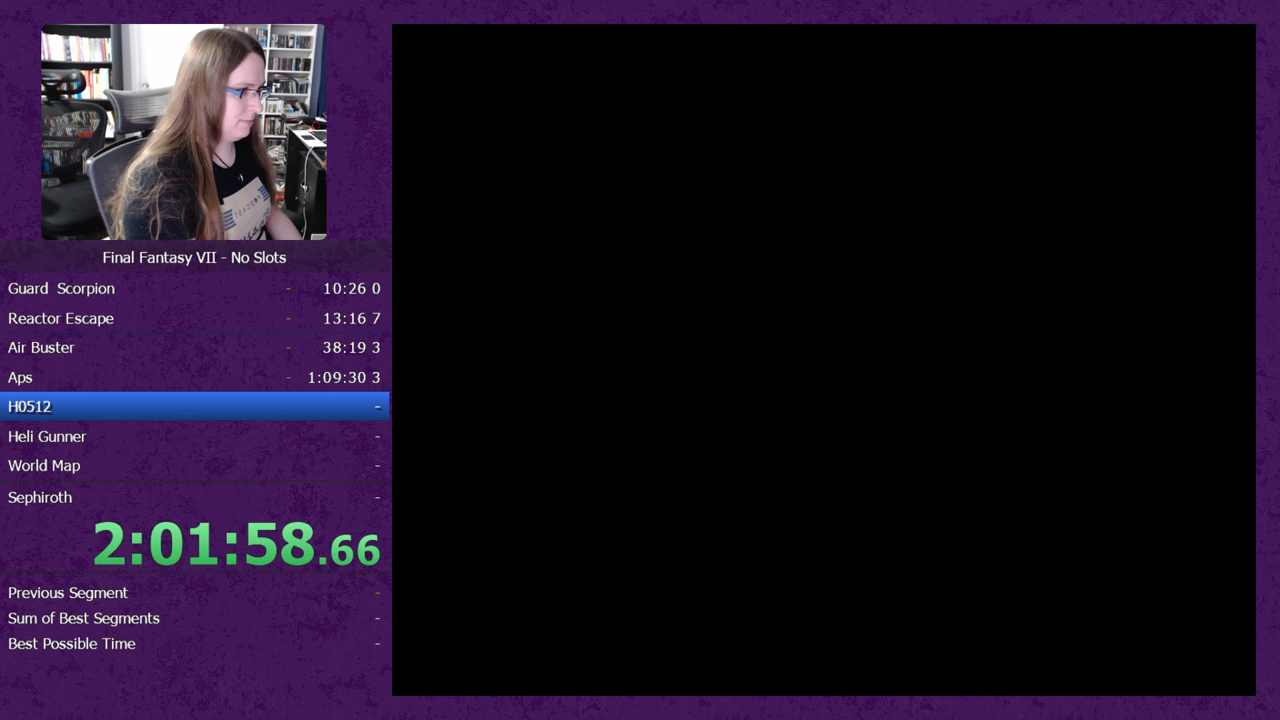 Final Fantasy VII - No Slots
Guard Scorpion - 10:26 0
Reactor Escape - 13:16 7
Air Buster - 38:19 3
Aps - 1:09:30 3
H0512 -
Heli Gunner -
World Map -
Sephiroth -
2:01:58.66
Previous Segment -
Sum of Best Segments -
Best Possible Time -